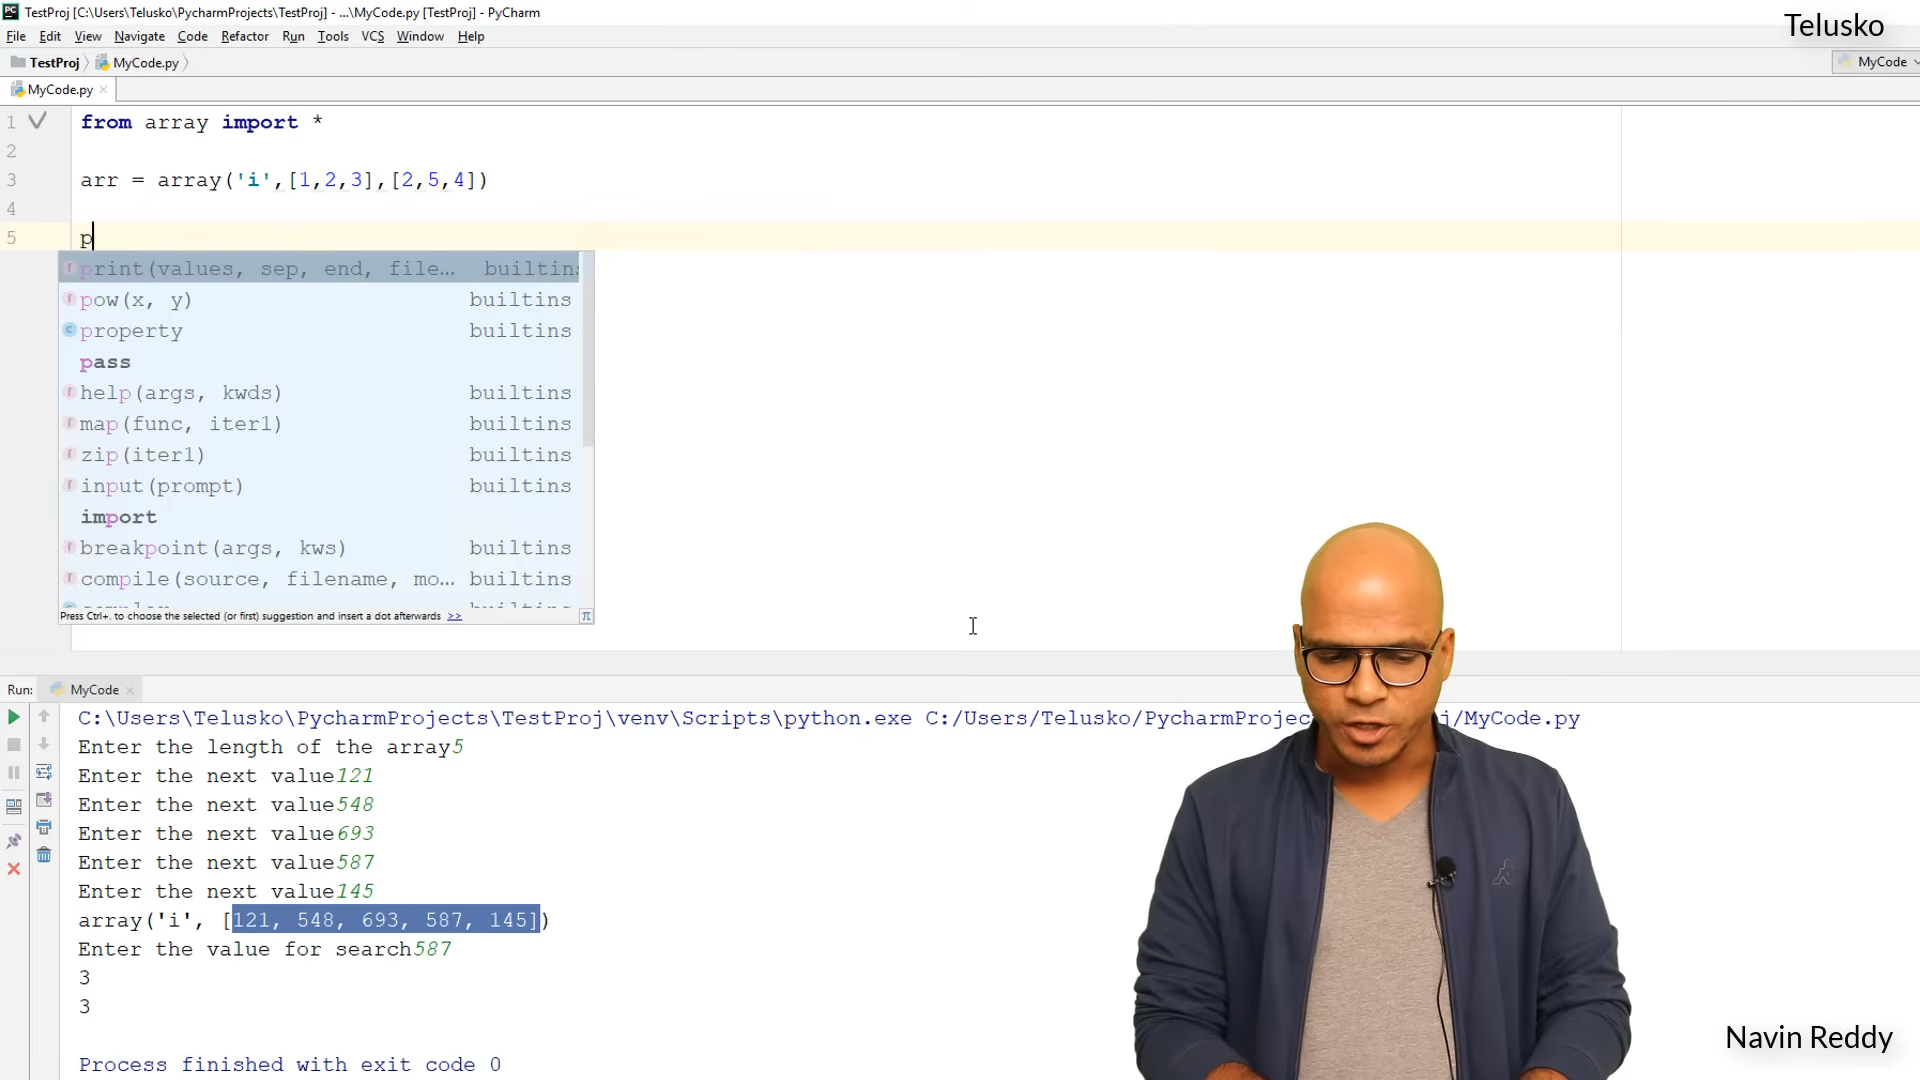 TestProj [C:\Users\Telusko\PycharmProjects\TestProj] - ...\MyCode.py [TestProj] - PyCharm
Telusko
File Edit View Navigate Code Refactor Run Tools VCS Window Help
TestProj MyCode.py
MyCode
MyCode.py
1 from array import *
2
3 arr = array('i',[1,2,3],[2,5,4])
4
5 p
print(values, sep, end, file... builtins
pow(x, y) builtins
property builtins
pass
help(args, kwds) builtins
map(func, iter1) builtins
zip(iter1) builtins
input(prompt) builtins
import
breakpoint(args, kws) builtins
compile(source, filename, mo... builtins
Press Ctrl+. to choose the selected (or first) suggestion and insert a dot afterwards >> π
Run: MyCode
C:\Users\Telusko\PycharmProjects\TestProj\venv\Scripts\python.exe C:/Users/Telusko/PycharmProjec j/MyCode.py
Enter the length of the array5
Enter the next value121
Enter the next value548
Enter the next value693
Enter the next value587
Enter the next value145
array('i', [121, 548, 693, 587, 145])
Enter the value for search587
3
3
Process finished with exit code 0
Navin Reddy